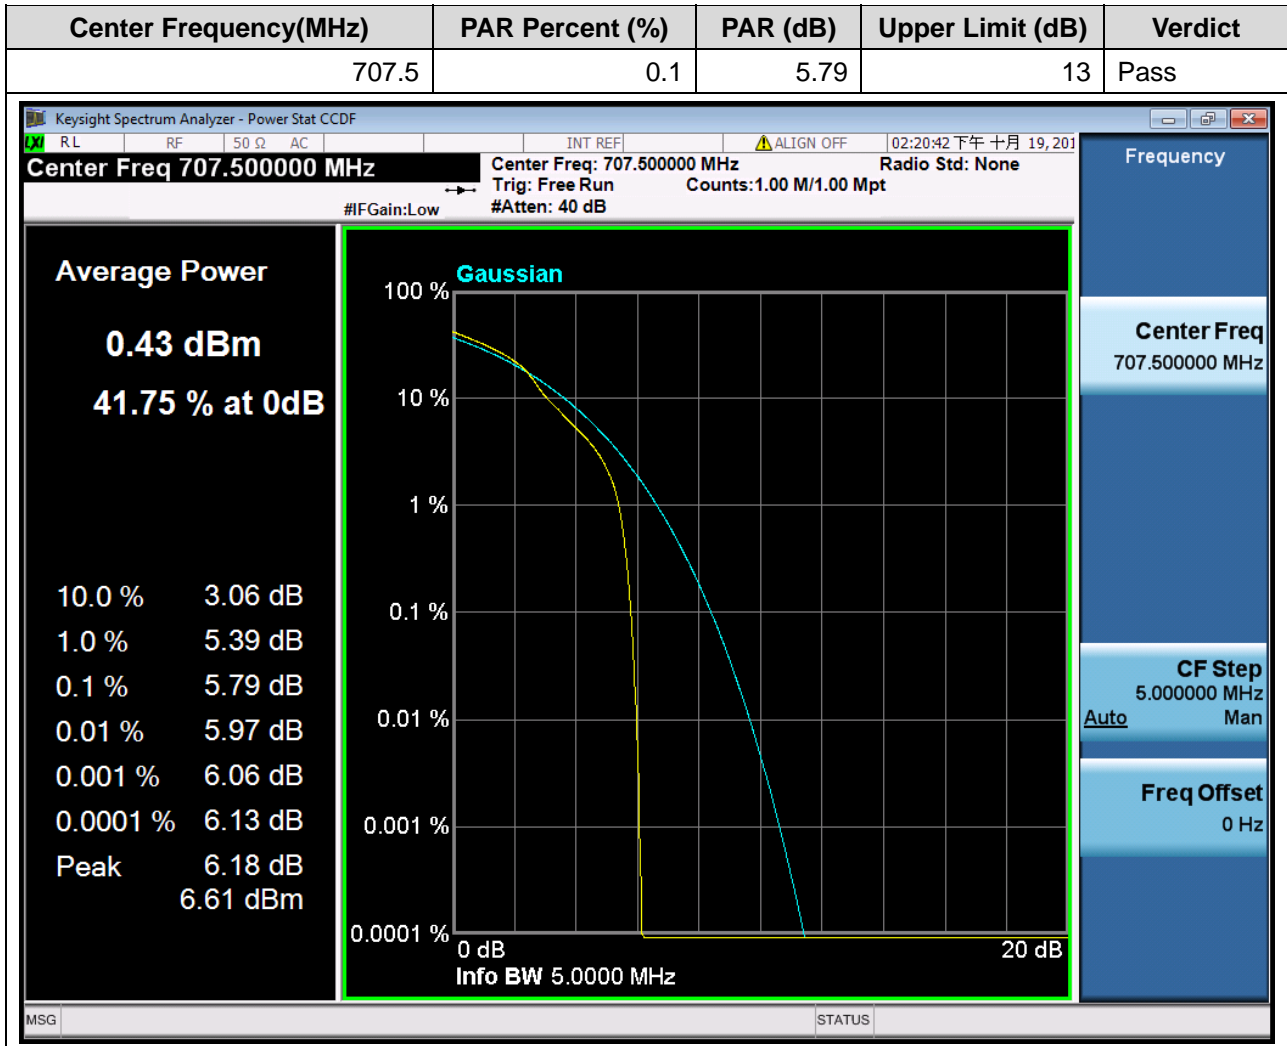 Center Frequency(MHz) PAR Percent (%) PAR (dB) Upper Limit (dB) Verdict
707.5 0.1 5.79 13 Pass
Keysight Spectrum Analyzer - Power Stat CCDF
LXI RL RF 50 Ω AC INT REF ALIGN OFF 02:20:42 下午 十月 19, 201
Center Freq 707.500000 MHz
Center Freq: 707.500000 MHz Radio Std: None
Trig: Free Run Counts:1.00 M/1.00 Mpt
#IFGain:Low #Atten: 40 dB
Average Power
0.43 dBm
41.75 % at 0dB
10.0 % 3.06 dB
1.0 % 5.39 dB
0.1 % 5.79 dB
0.01 % 5.97 dB
0.001 % 6.06 dB
0.0001 % 6.13 dB
Peak 6.18 dB
6.61 dBm
Gaussian
100 %
10 %
1 %
0.1 %
0.01 %
0.001 %
0.0001 %
0 dB 20 dB
Info BW 5.0000 MHz
Frequency
Center Freq
707.500000 MHz
CF Step
5.000000 MHz
Auto Man
Freq Offset
0 Hz
MSG STATUS